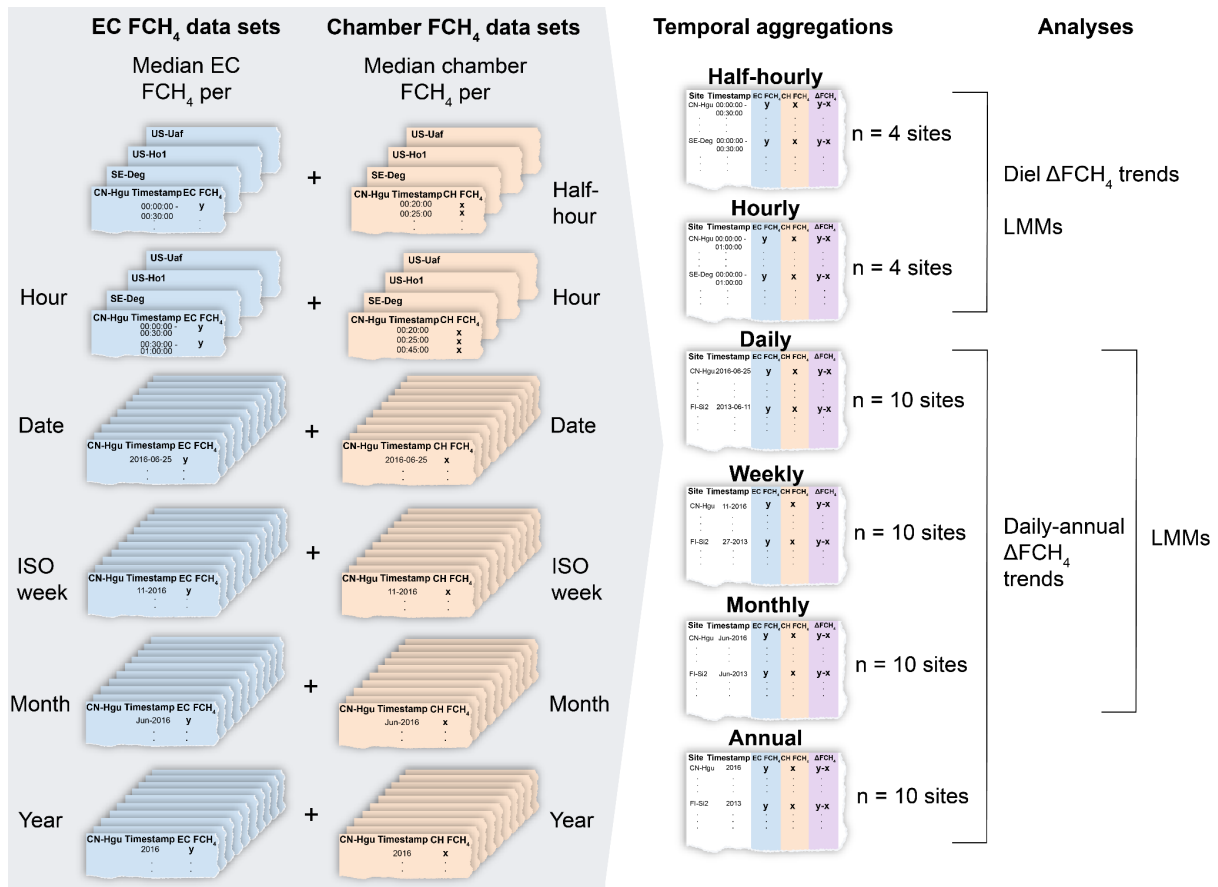 EC FCH4 data sets
Median EC
FCH4 per
Chamber FCH4 data sets
Median chamber
FCH4 per
Temporal aggregations
Analyses
US-Uaf
US-Ho1
SE-Deg
CN-Hgu Timestamp EC FCH4
00:00:00 - y
00:30:00
+
US-Uaf
US-Ho1
SE-Deg
CN-Hgu Timestamp CH FCH4
00:20:00 x
00:25:00 x
Half-
hour
Hour
US-Uaf
US-Ho1
SE-Deg
CN-Hgu Timestamp EC FCH4
00:00:00 - y
00:30:00
00:30:00 - y
01:00:00
+
US-Uaf
US-Ho1
SE-Deg
CN-Hgu Timestamp CH FCH4
00:20:00 x
00:25:00 x
00:45:00 x
Hour
Date
CN-Hgu Timestamp EC FCH4
2016-06-25 y
+
CN-Hgu Timestamp CH FCH4
2016-06-25 x
Date
ISO
week
CN-Hgu Timestamp EC FCH4
11-2016 y
+
CN-Hgu Timestamp CH FCH4
11-2016 x
ISO
week
Month
CN-Hgu Timestamp EC FCH4
Jun-2016 y
+
CN-Hgu Timestamp CH FCH4
Jun-2016 x
Month
Year
CN-Hgu Timestamp EC FCH4
2016 y
+
CN-Hgu Timestamp CH FCH4
2016 x
Year
Half-hourly
Site Timestamp EC FCH4 CH FCH4 ΔFCH4
CN-Hgu 00:00:00 - y x y-x
00:30:00
SE-Deg 00:00:00 - y x y-x
00:30:00
n = 4 sites
Hourly
Site Timestamp EC FCH4 CH FCH4 ΔFCH4
CN-Hgu 00:00:00 - y x y-x
01:00:00
SE-Deg 00:00:00 - y x y-x
01:00:00
n = 4 sites
Diel ΔFCH4 trends
LMMs
Daily
Site Timestamp EC FCH4 CH FCH4 ΔFCH4
CN-Hgu 2016-06-25 y x y-x
FI-Si2 2013-06-11 y x y-x
n = 10 sites
Weekly
Site Timestamp EC FCH4 CH FCH4 ΔFCH4
CN-Hgu 11-2016 y x y-x
FI-Si2 27-2013 y x y-x
n = 10 sites
Monthly
Site Timestamp EC FCH4 CH FCH4 ΔFCH4
CN-Hgu Jun-2016 y x y-x
FI-Si2 Jun-2013 y x y-x
n = 10 sites
Annual
Site Timestamp EC FCH4 CH FCH4 ΔFCH4
CN-Hgu 2016 y x y-x
FI-Si2 2013 y x y-x
n = 10 sites
Daily-annual
ΔFCH4
trends
LMMs